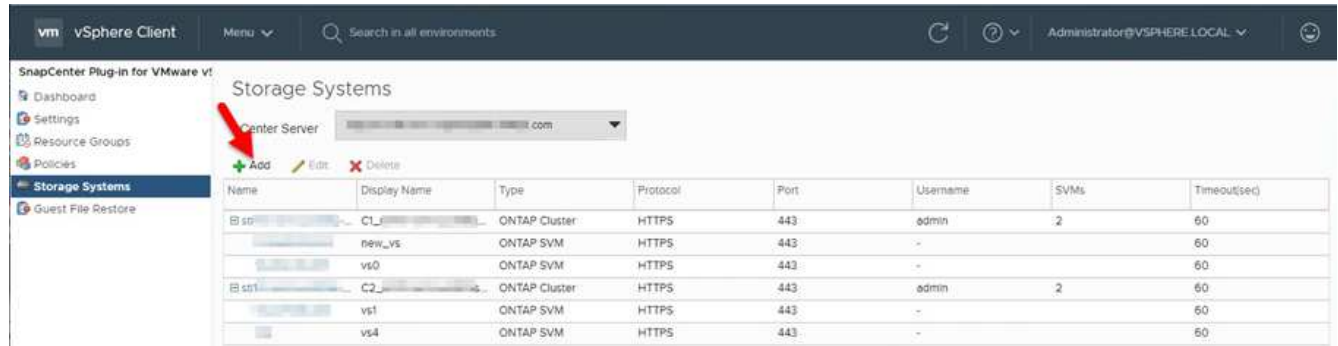 vm vSphere Client Menu Search in all environments Administrator@VSPHERE.LOCAL
SnapCenter Plug-in for VMware vS
Dashboard
Settings
Resource Groups
Policies
Storage Systems
Guest File Restore
Storage Systems
Center Server com
Add Edit Delete
Name Display Name Type Protocol Port Username SVMs Timeout(sec)
C1_ ONTAP Cluster HTTPS 443 admin 2 60
new_vs ONTAP SVM HTTPS 443 - 60
vs0 ONTAP SVM HTTPS 443 - 60
C2_ ONTAP Cluster HTTPS 443 admin 2 60
vs1 ONTAP SVM HTTPS 443 - 60
vs4 ONTAP SVM HTTPS 443 - 60